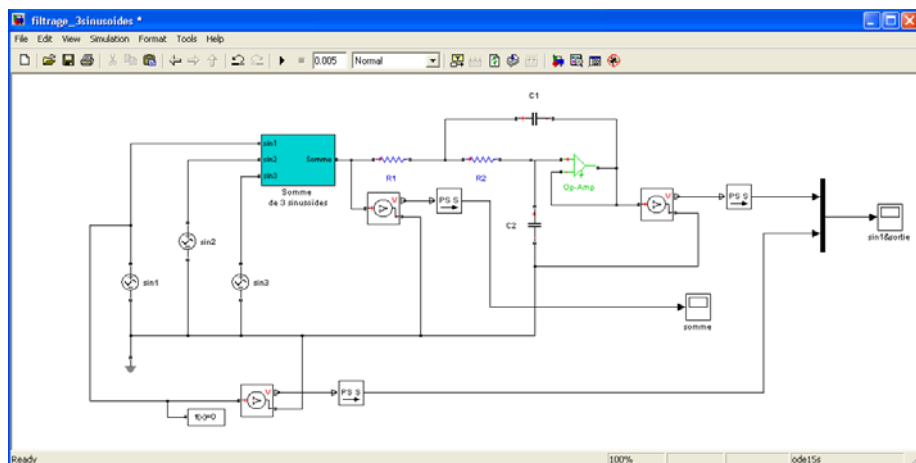 filtrage_3sinusoides *
File Edit View Simulation Format Tools Help
0.005 Normal
C1
sin1
sin2 Somme
sin3
R1 R2
Op-Amp
Somme
de 3 sinusoides
V PS S
V PS S
C2
sin1&sortie
sin2
sin1 sin3
somme
V PS S
f(x)=0
Ready 100% ode15s